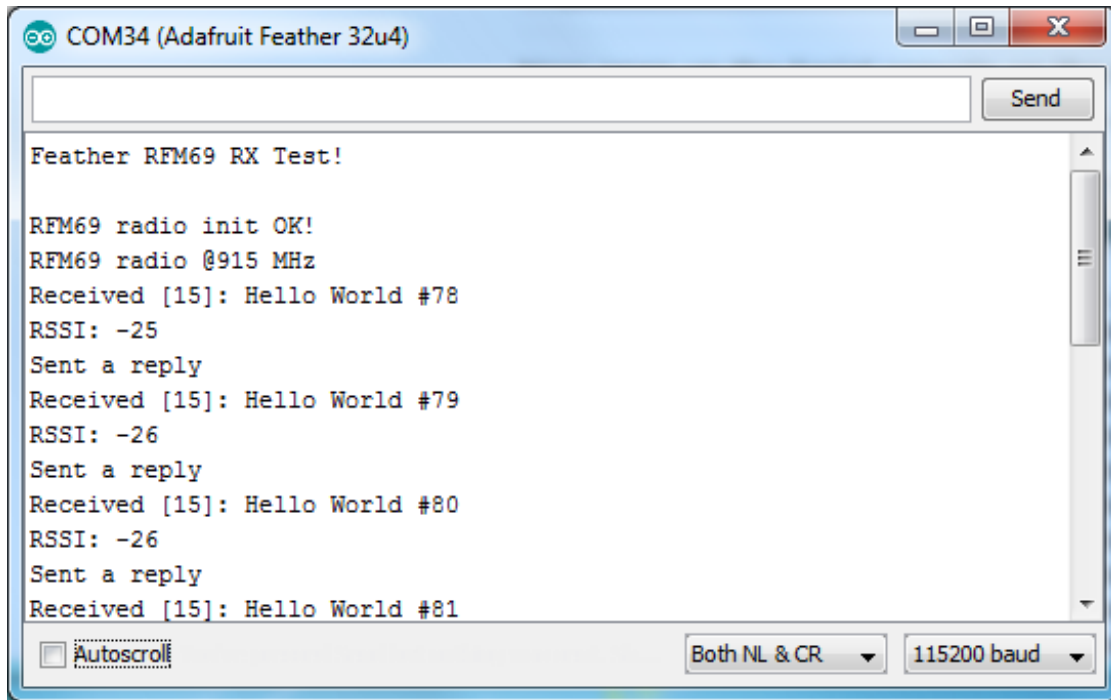 COM34 (Adafruit Feather 32u4)
Send
Feather RFM69 RX Test!
RFM69 radio init OK!
RFM69 radio @915 MHz
Received [15]: Hello World #78
RSSI: -25
Sent a reply
Received [15]: Hello World #79
RSSI: -26
Sent a reply
Received [15]: Hello World #80
RSSI: -26
Sent a reply
Received [15]: Hello World #81
Autoscroll Both NL & CR 115200 baud